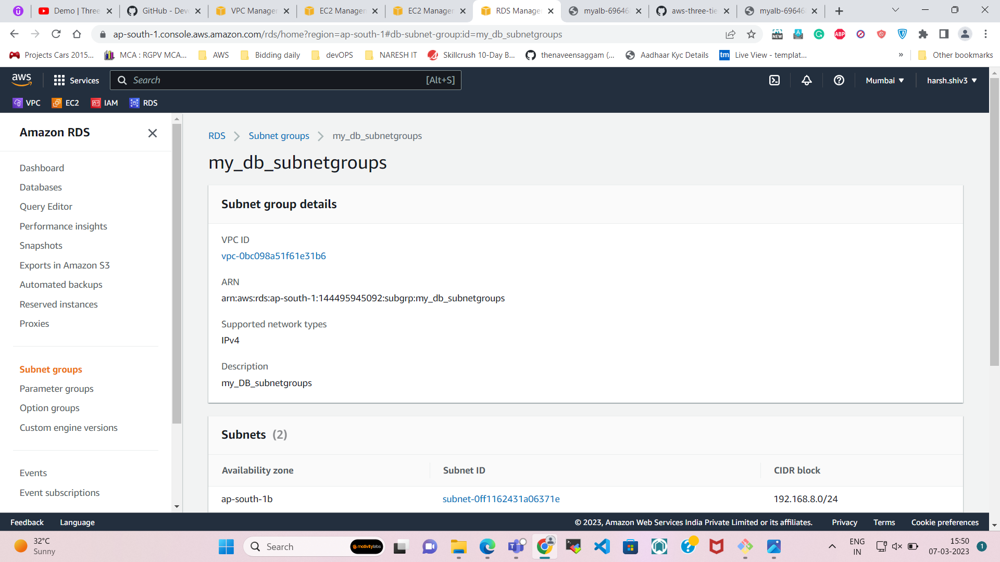 Demo | Three
GitHub - Deve
VPC Manager
EC2 Managem
EC2 Managem
RDS Manage
myalb-69646
aws-three-tie
myalb-69646
ap-south-1.console.aws.amazon.com/rds/home?region=ap-south-1#db-subnet-group:id=my_db_subnetgroups
NEW
ABP
Projects Cars 2015...
MCA : RGPV MCA...
AWS
Bidding daily
devOPS
NARESH IT
Skillcrush 10-Day B...
thenaveensaggam (...
Aadhaar Kyc Details
tm
Live View - templat...
»
Other bookmarks
aws
Services
Search
[Alt+S]
Mumbai
harsh.shiv3
VPC
EC2
IAM
RDS
Amazon RDS
Dashboard
Databases
Query Editor
Performance insights
Snapshots
Exports in Amazon S3
Automated backups
Reserved instances
Proxies
Subnet groups
Parameter groups
Option groups
Custom engine versions
Events
Event subscriptions
RDS
Subnet groups
my_db_subnetgroups
my_db_subnetgroups
Subnet group details
VPC ID
vpc-0bc098a51f61e31b6
ARN
arn:aws:rds:ap-south-1:144495945092:subgrp:my_db_subnetgroups
Supported network types
IPv4
Description
my_DB_subnetgroups
Subnets (2)
Availability zone
Subnet ID
CIDR block
ap-south-1b
subnet-0ff1162431a06371e
192.168.8.0/24
Feedback
Language
© 2023, Amazon Web Services India Private Limited or its affiliates.
Privacy
Terms
Cookie preferences
32°C
Sunny
Search
motivitylabs
ENG
IN
15:50
07-03-2023
1